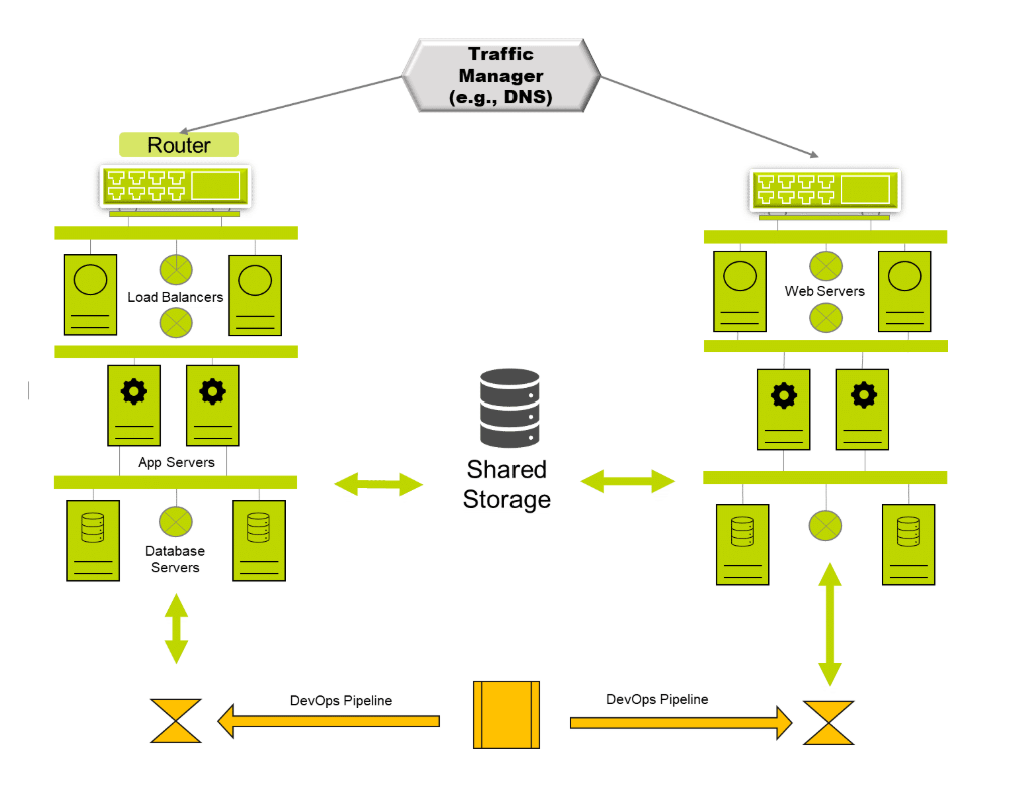 Traffic
Manager
(e.g., DNS)
Router
Load Balancers
Web Servers
App Servers
Shared
Storage
Database
Servers
DevOps Pipeline
DevOps Pipeline